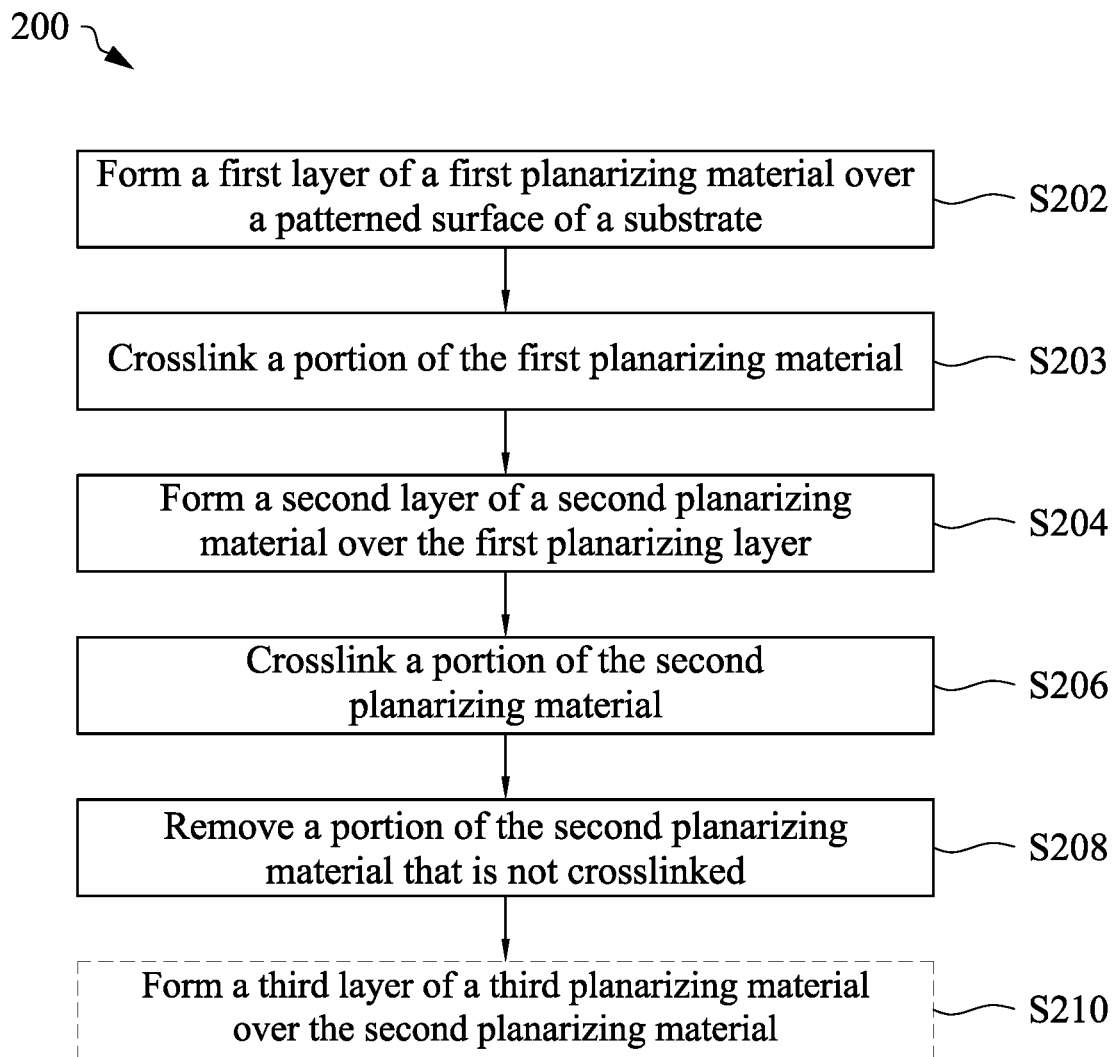 200
Form a first layer of a first planarizing material over
a patterned surface of a substrate
S202
Crosslink a portion of the first planarizing material
S203
Form a second layer of a second planarizing
material over the first planarizing layer
S204
Crosslink a portion of the second
planarizing material
S206
Remove a portion of the second planarizing
material that is not crosslinked
S208
Form a third layer of a third planarizing material
over the second planarizing material
S210